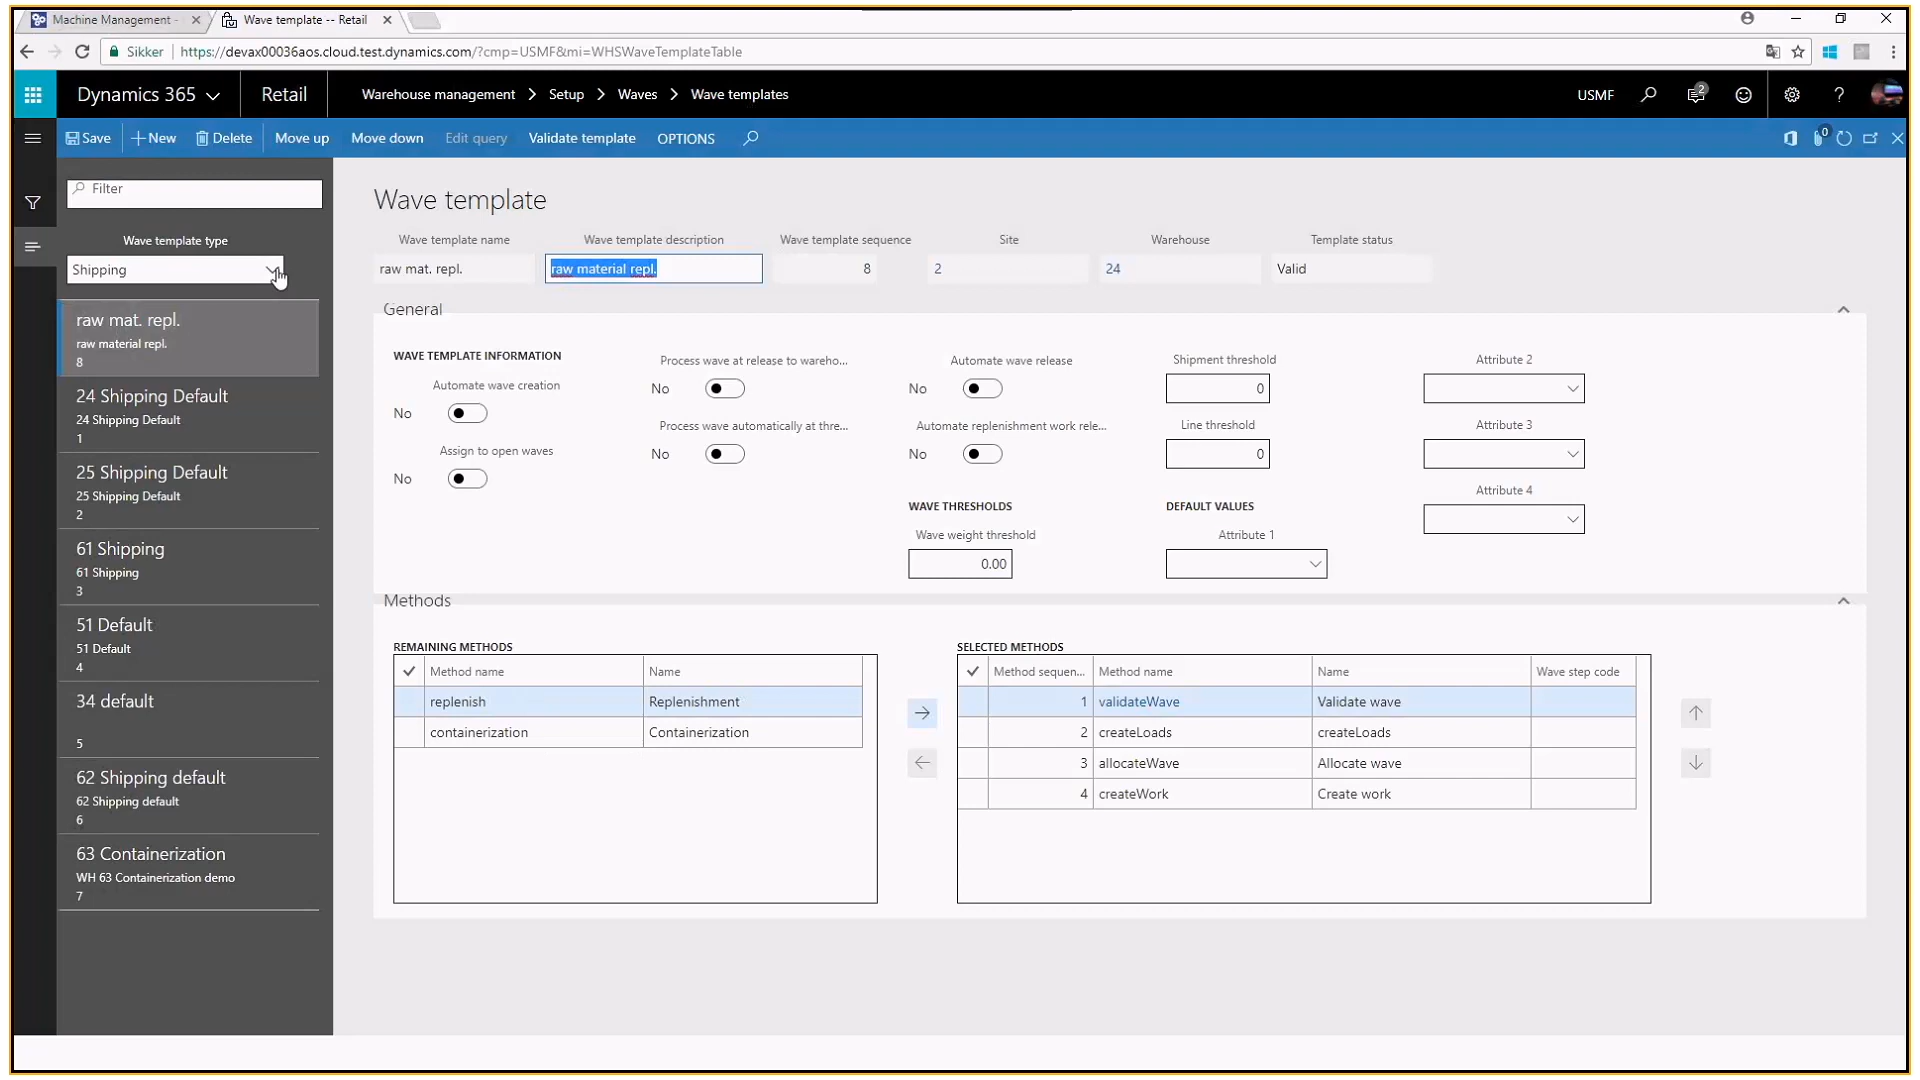 Machine Management -
Wave template -- Retail
Sikker
https://devax00036aos.cloud.test.dynamics.com/?cmp=USMF&mi=WHSWaveTemplateTable
Dynamics 365
Retail
Warehouse management > Setup > Waves > Wave templates
USMF
2
?
Save
+ New
Delete
Move up
Move down
Edit query
Validate template
OPTIONS
0
Filter
Wave template type
Shipping
raw mat. repl.
raw material repl.
8
24 Shipping Default
24 Shipping Default
1
25 Shipping Default
25 Shipping Default
2
61 Shipping
61 Shipping
3
51 Default
51 Default
4
34 default
5
62 Shipping default
62 Shipping default
6
63 Containerization
WH 63 Containerization demo
7
Wave template
Wave template name Wave template description Wave template sequence Site Warehouse Template status
raw mat. repl. raw material repl. 8 2 24 Valid
General
WAVE TEMPLATE INFORMATION
Automate wave creation
No
Assign to open waves
No
Process wave at release to wareho...
No
Process wave automatically at thre...
No
Automate wave release
No
Automate replenishment work rele...
No
WAVE THRESHOLDS
Wave weight threshold
0.00
Shipment threshold
0
Line threshold
0
DEFAULT VALUES
Attribute 1
Attribute 2
Attribute 3
Attribute 4
Methods
REMAINING METHODS
Method name Name
replenish Replenishment
containerization Containerization
SELECTED METHODS
Method sequen... Method name Name Wave step code
1 validateWave Validate wave
2 createLoads createLoads
3 allocateWave Allocate wave
4 createWork Create work